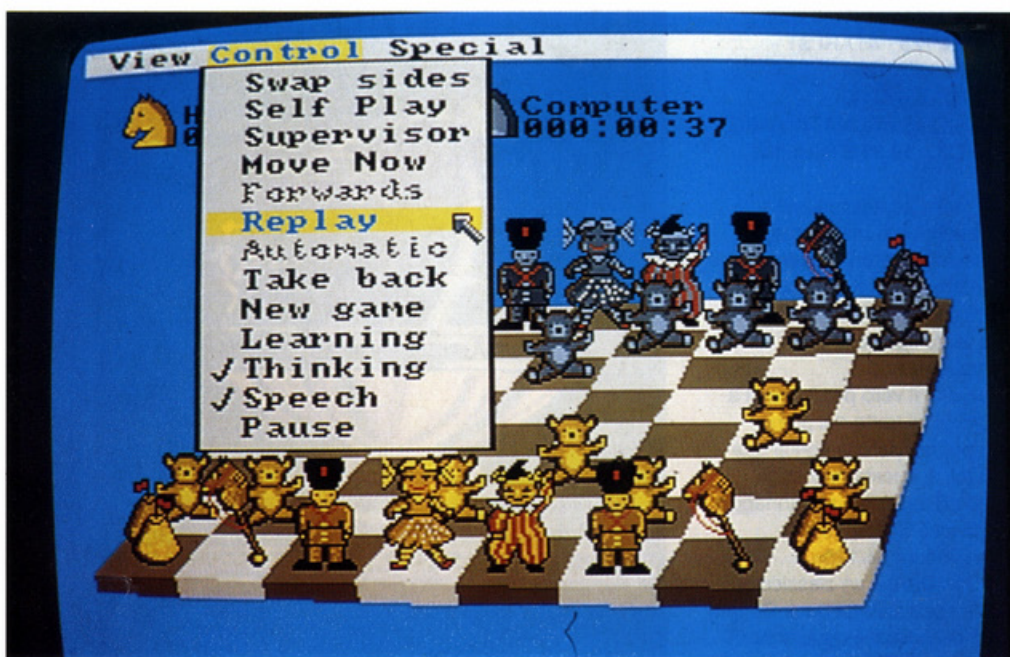 View Control Special
Computer
000:00:37
Swap sides
Self Play
Supervisor
Move Now
Forwards
Replay
Automatic
Take back
New game
Learning
Thinking
Speech
Pause